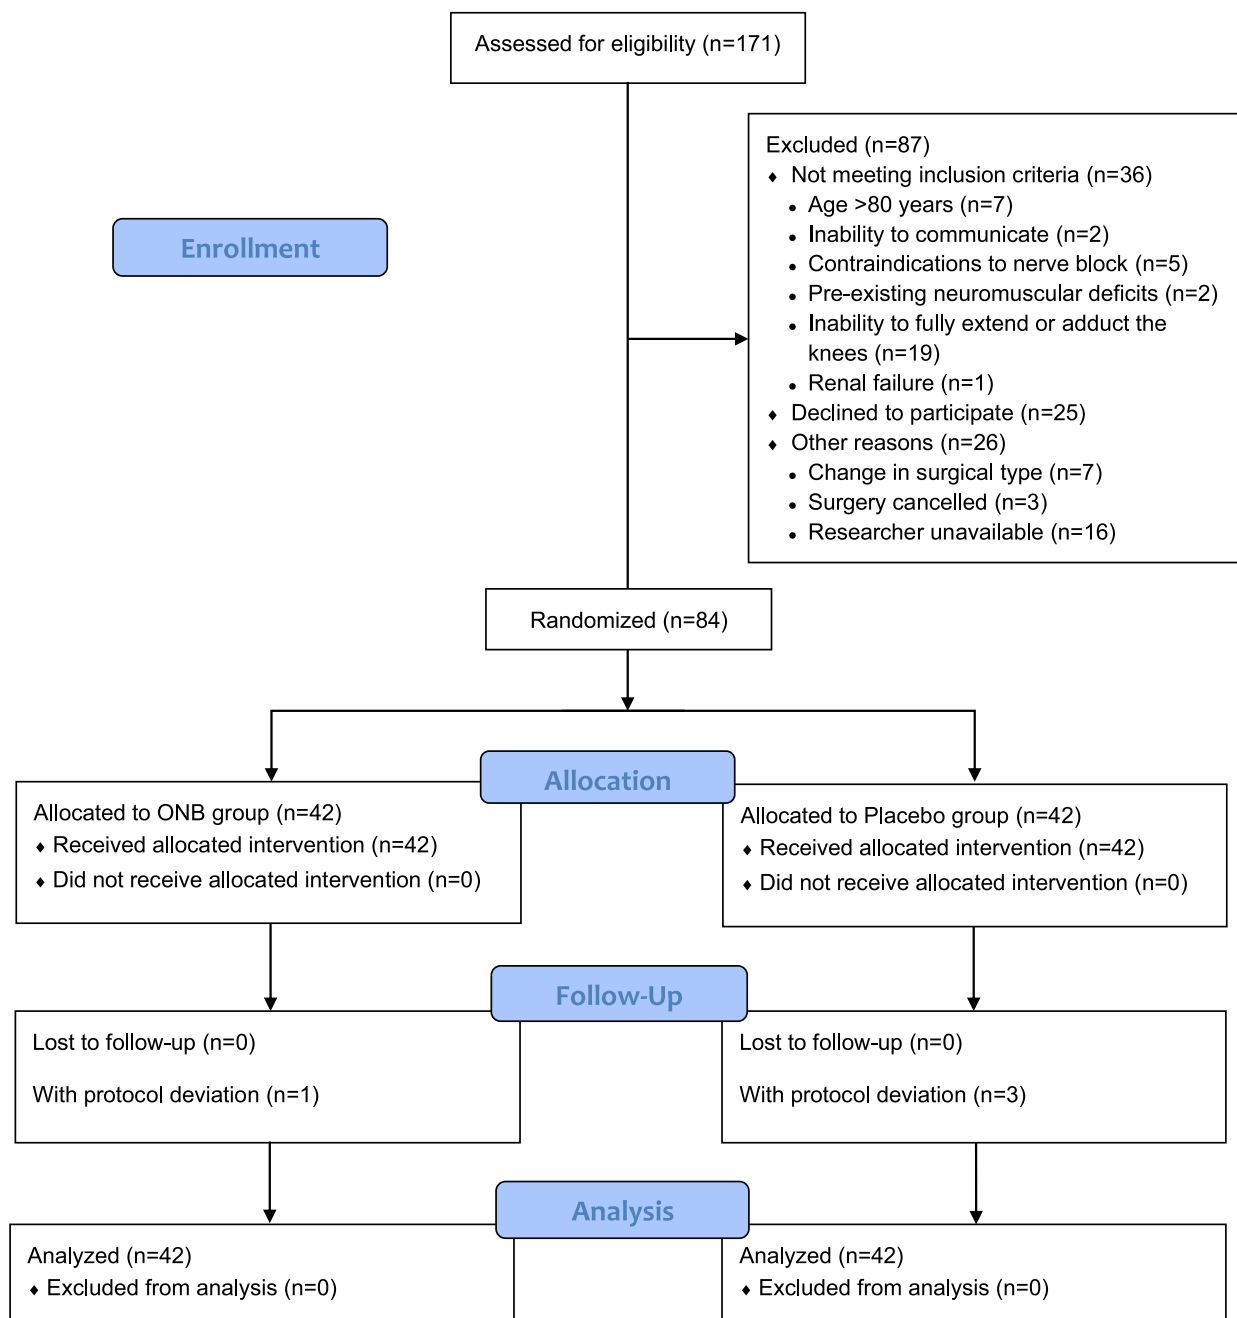 Assessed for eligibility (n=171)
Excluded (n=87)
♦ Not meeting inclusion criteria (n=36)
• Age >80 years (n=7)
• Inability to communicate (n=2)
• Contraindications to nerve block (n=5)
• Pre-existing neuromuscular deficits (n=2)
• Inability to fully extend or adduct the
knees (n=19)
• Renal failure (n=1)
♦ Declined to participate (n=25)
♦ Other reasons (n=26)
• Change in surgical type (n=7)
• Surgery cancelled (n=3)
• Researcher unavailable (n=16)
Enrollment
Randomized (n=84)
Allocation
Allocated to ONB group (n=42)
♦ Received allocated intervention (n=42)
♦ Did not receive allocated intervention (n=0)
Allocated to Placebo group (n=42)
♦ Received allocated intervention (n=42)
♦ Did not receive allocated intervention (n=0)
Follow-Up
Lost to follow-up (n=0)
With protocol deviation (n=1)
Lost to follow-up (n=0)
With protocol deviation (n=3)
Analysis
Analyzed (n=42)
♦ Excluded from analysis (n=0)
Analyzed (n=42)
♦ Excluded from analysis (n=0)